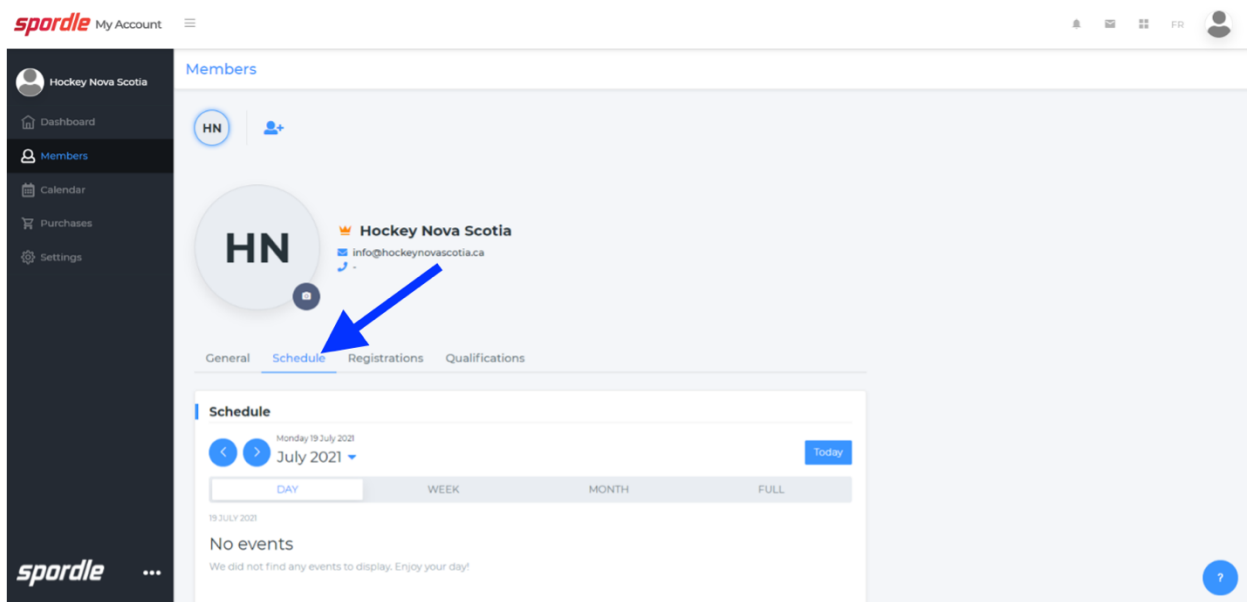 spordle My Account
FR
Hockey Nova Scotia
Dashboard
Members
Calendar
Purchases
Settings
spordle
Members
HN
HN
Hockey Nova Scotia
info@hockeynovascotia.ca
-
General Schedule Registrations Qualifications
Schedule
Monday 19 July 2021
July 2021
Today
DAY WEEK MONTH FULL
19 JULY 2021
No events
We did not find any events to display. Enjoy your day!
?